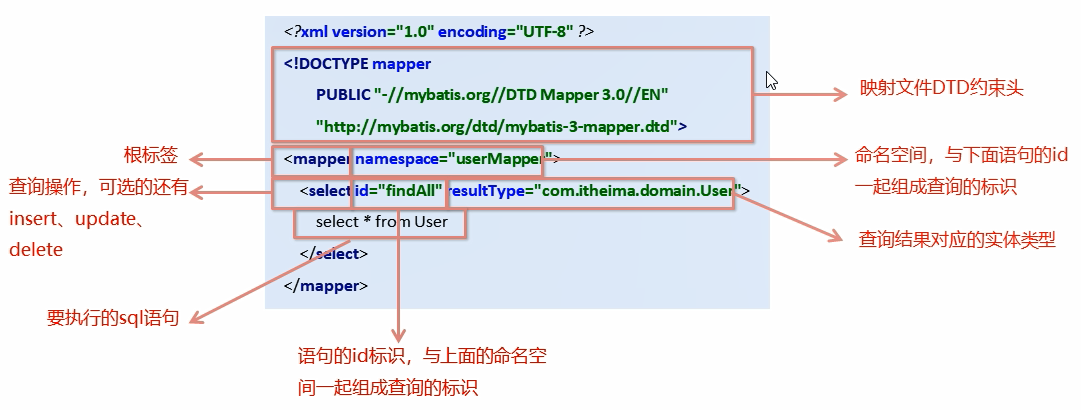 <?xml version="1.0" encoding="UTF-8" ?>
<!DOCTYPE mapper
PUBLIC "-//mybatis.org//DTD Mapper 3.0//EN"
"http://mybatis.org/dtd/mybatis-3-mapper.dtd">
映射文件DTD约束头
根标签
<mapper namespace="userMapper">
命名空间，与下面语句的id
一起组成查询的标识
查询操作，可选的还有
insert、update、
delete
<select id="findAll" resultType="com.itheima.domain.User">
select * from User
</select>
</mapper>
查询结果对应的实体类型
要执行的sql语句
语句的id标识，与上面的命名空
间一起组成查询的标识